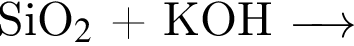 SiO₂ + KOH ⟶